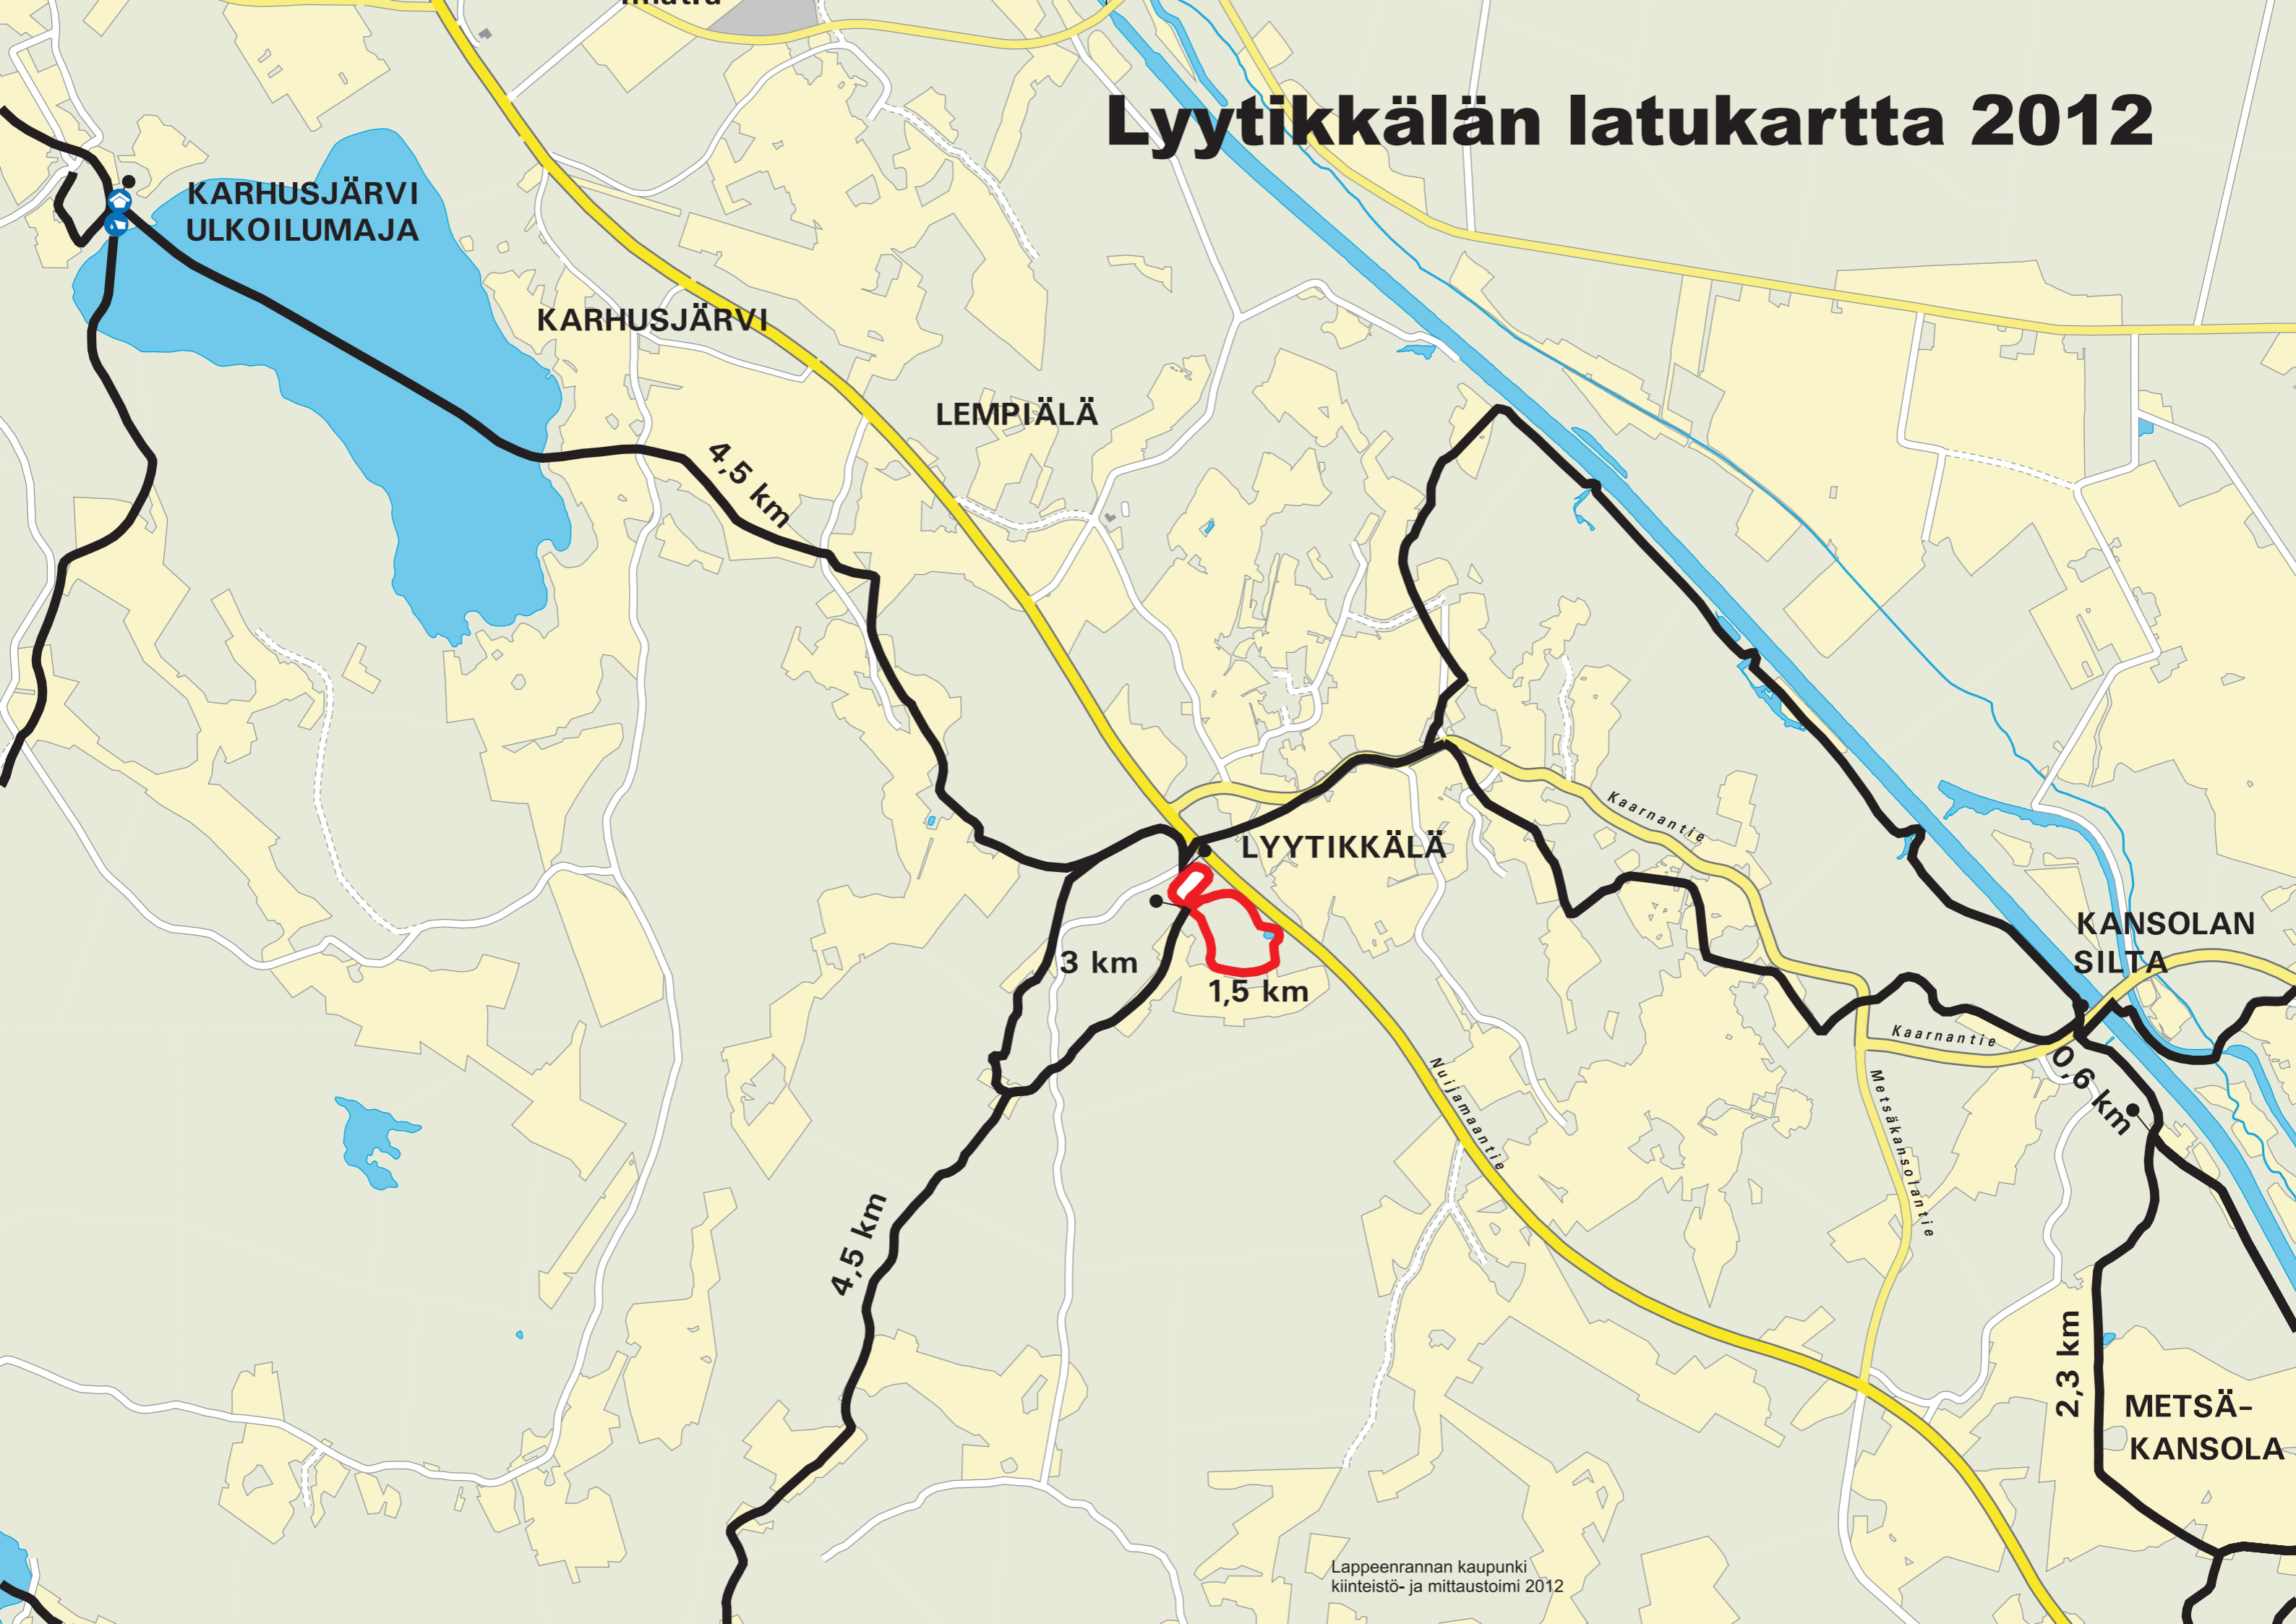 Imatra
Lyytikkälän latukartta 2012
KARHUSJÄRVI
ULKOILUMAJA
KARHUSJÄRVI
LEMPIÄLÄ
4,5 km
Kaarnantie
LYYTIKKÄLÄ
KANSOLAN
SILTA
3 km
1,5 km
Kaarnantie
0,6 km
Nuijamaantie
Metsäkansolantie
4,5 km
2,3 km
METSÄ-
KANSOLA
Lappeenrannan kaupunki
kiinteistö- ja mittaustoimi 2012